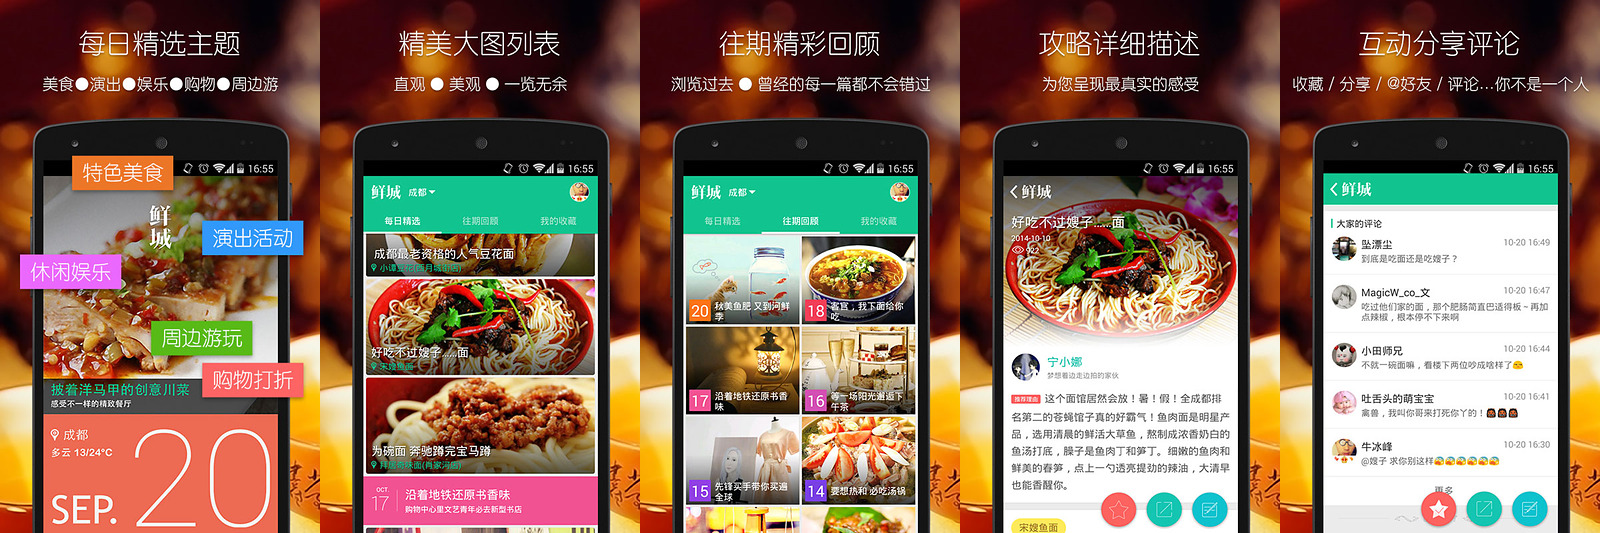 每日精选主题
美食●演出●娱乐●购物●周边游
16:55
特色美食
鲜城
演出活动
休闲娱乐
周边游玩
购物打折
披着洋马甲的创意川菜
感受不一样的精致餐厅
成都
多云 13/24°C
SEP.
20
精美大图列表
直观 ● 美观 ● 一览无余
16:55
鲜城 成都
每日精选 往期回顾 我的收藏
成都最老资格的人气豆花面
好吃不过嫂子......面
宋嫂鱼面
为碗面 奔驰蹲完宝马蹲
OCT.
17
沿着地铁还原书香味
购物中心里文艺青年必去新型书店
往期精彩回顾
浏览过去 ● 曾经的每一篇都不会错过
16:55
鲜城 成都
每日精选 往期回顾 我的收藏
20 秋美鱼肥 又到河鲜
季
18 客官，我下面给你
吃
17 沿着地铁还原书香
味
16 等一场阳光邂逅下
午茶
15 先锋买手带你买遍
全球
14 要想热和 必吃汤锅
攻略详细描述
为您呈现最真实的感受
16:55
鲜城
好吃不过嫂子......面
2014-10-10
922
宁小娜
梦想着边走边拍的家伙
推荐理由 这个面馆居然会放！暑！假！全成都排
名第二的苍蝇馆子真的好霸气！鱼肉面是明星产
品，选用清晨的鲜活大草鱼，熬制成浓香奶白的
鱼汤打底，臊子是鱼肉丁和笋丁。细嫩的鱼肉和
鲜美的春笋，点上一勺透亮提劲的辣油，大清早
也能香醒你。
宋嫂鱼面
互动分享评论
收藏 / 分享 / @好友 / 评论...你不是一个人
16:55
鲜城
大家的评论
坠漂尘 10-20 16:49
到底是吃面还是吃嫂子？
MagicW_co_文 10-20 16:47
吃过他们家的面，那个肥肠简直巴适得板～再加
点辣椒，根本停不下来啊
小田师兄 10-20 16:44
不就一碗面嘛，看楼下两位吵成啥样了
吐舌头的萌宝宝 10-20 16:41
禽兽，我叫你哥来打死你丫的！
牛冰峰 10-20 16:30
@嫂子 求你别这样
更多